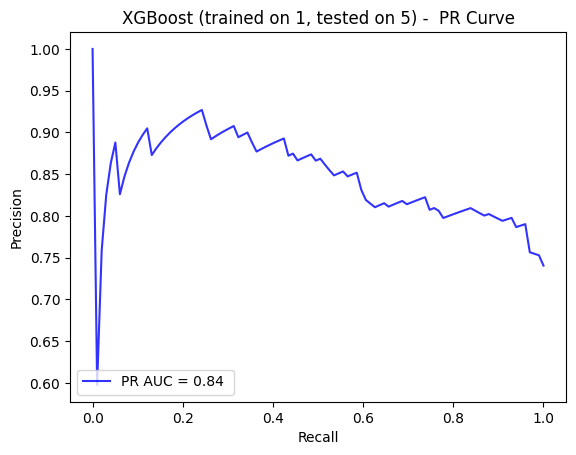 XGBoost (trained on 1, tested on 5) -  PR Curve
1.00
0.95
0.90
0.85
0.80
0.75
0.70
0.65
0.60
Precision
PR AUC = 0.84
0.0 0.2 0.4 0.6 0.8 1.0
Recall